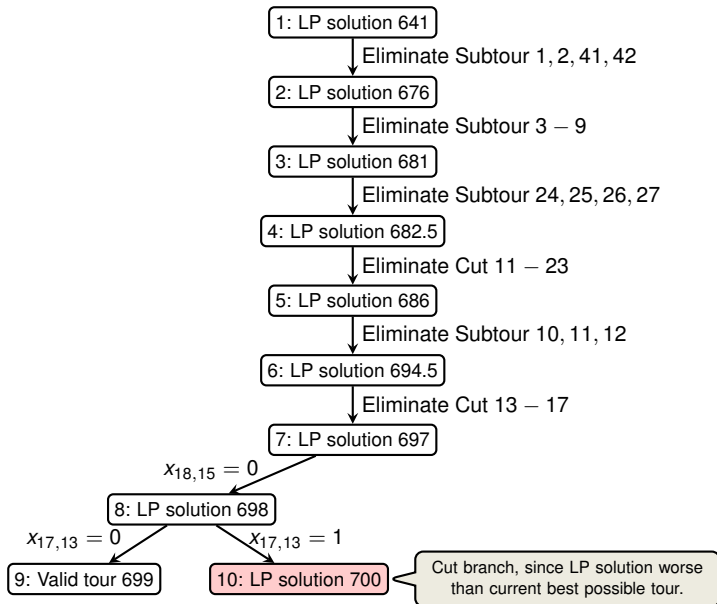 1: LP solution 641
Eliminate Subtour 1, 2, 41, 42
2: LP solution 676
Eliminate Subtour 3 − 9
3: LP solution 681
Eliminate Subtour 24, 25, 26, 27
4: LP solution 682.5
Eliminate Cut 11 − 23
5: LP solution 686
Eliminate Subtour 10, 11, 12
6: LP solution 694.5
Eliminate Cut 13 − 17
7: LP solution 697
x18,15 = 0
8: LP solution 698
x17,13 = 0
x17,13 = 1
9: Valid tour 699
10: LP solution 700
Cut branch, since LP solution worse
than current best possible tour.